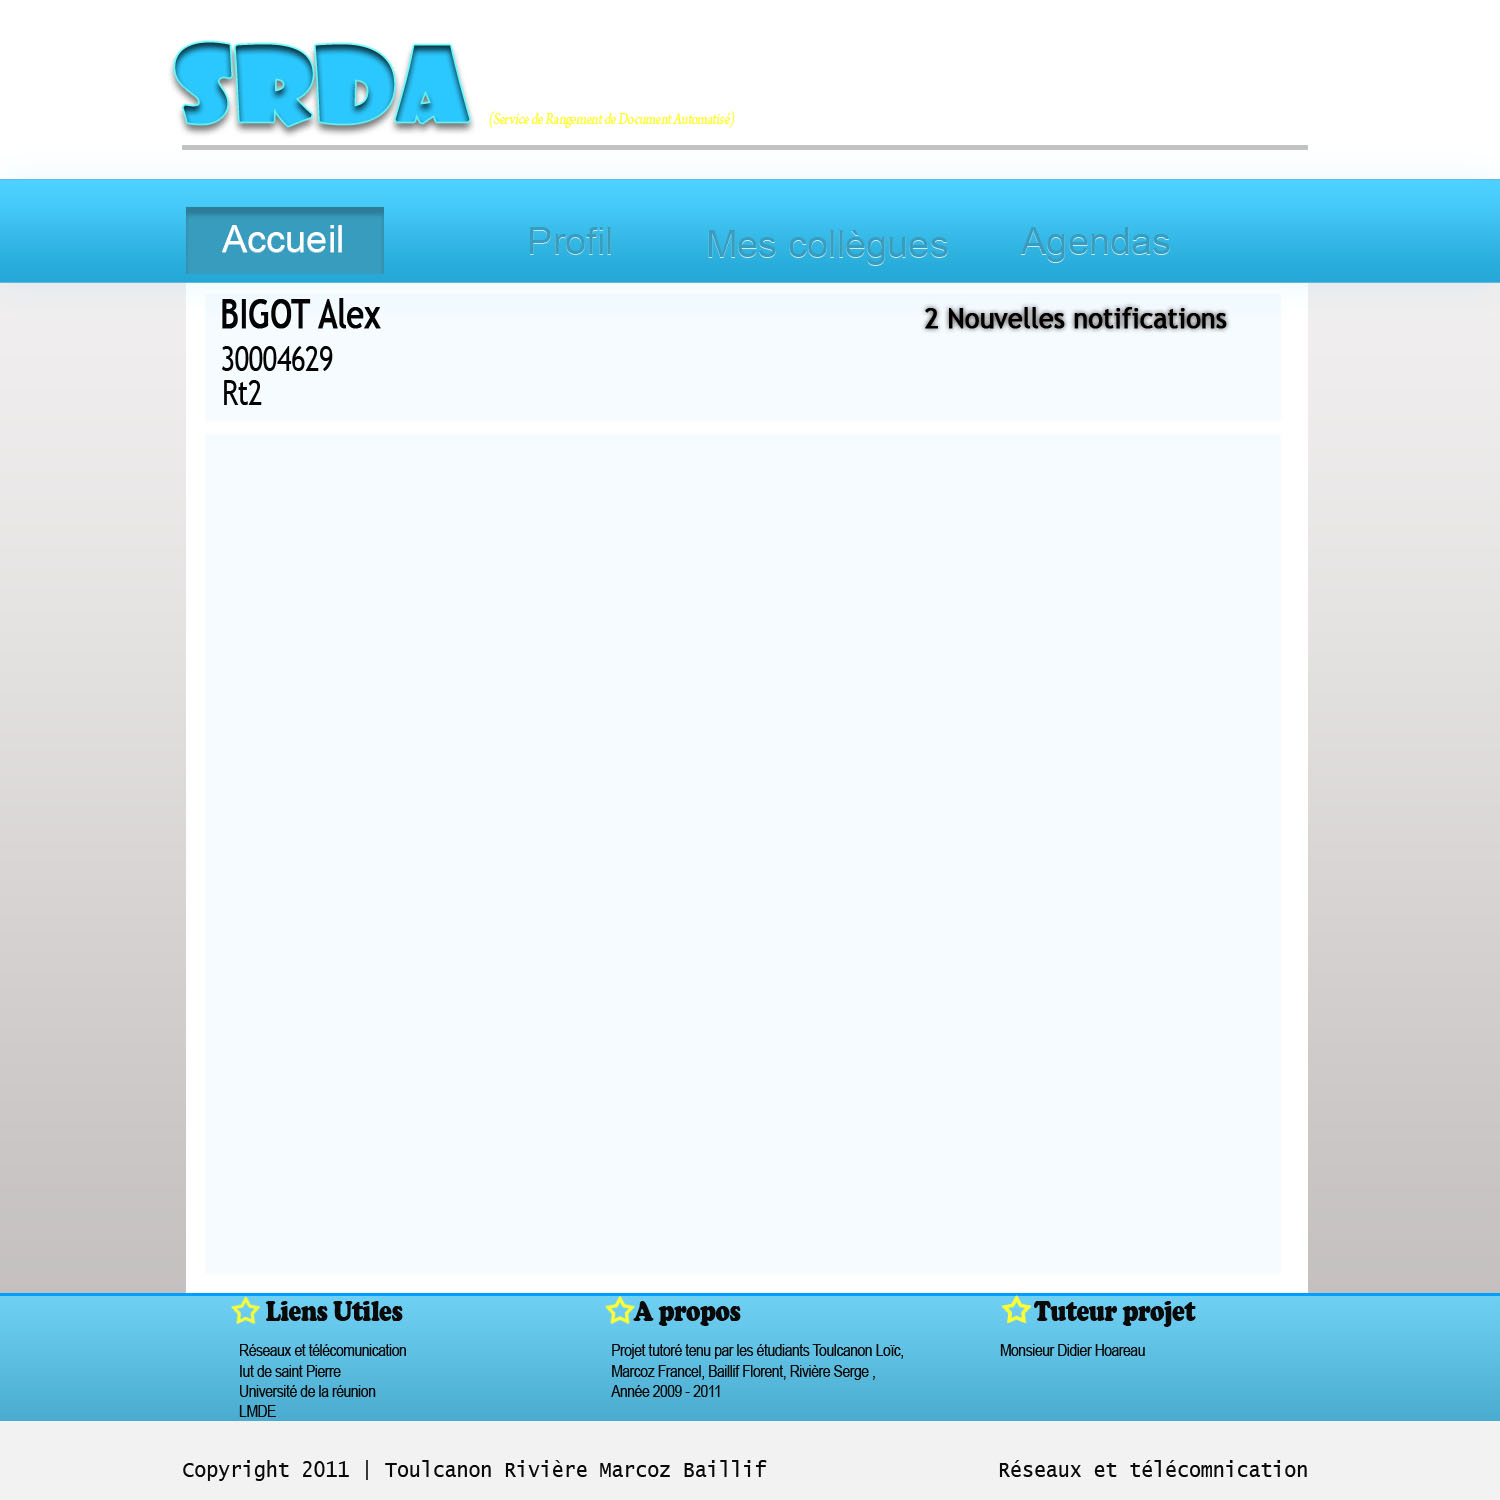 SRDA
(Service de Rangement de Document Automatisé)
Accueil
Profil
Mes collègues
Agendas
BIGOT Alex
2 Nouvelles notifications
30004629
Rt2
Liens Utiles
Réseaux et télécomunication
Iut de saint Pierre
Université de la réunion
LMDE
A propos
Projet tutoré tenu par les étudiants Toulcanon Loïc,
Marcoz Francel, Baillif Florent, Rivière Serge ,
Année 2009 - 2011
Tuteur projet
Monsieur Didier Hoareau
Copyright 2011 | Toulcanon Rivière Marcoz Baillif
Réseaux et télécomnication